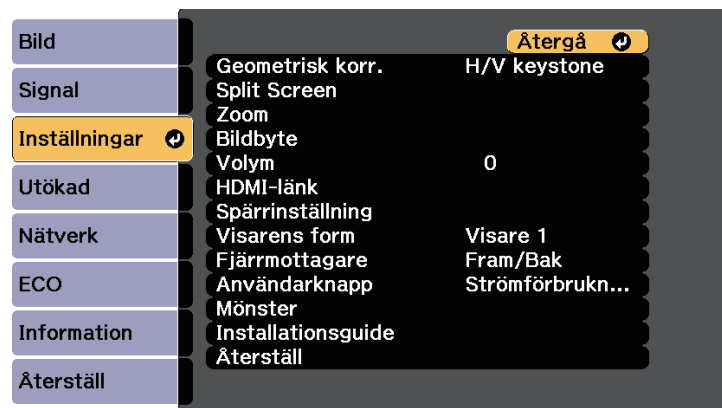 Bild
Signal
Inställningar
Utökad
Nätverk
ECO
Information
Återställ
Återgå
Geometrisk korr. H/V keystone
Split Screen
Zoom
Bildbyte
Volym 0
HDMI-länk
Spärrinställning
Visarens form Visare 1
Fjärrmottagare Fram/Bak
Användarknapp Strömförbrukn...
Mönster
Installationsguide
Återställ